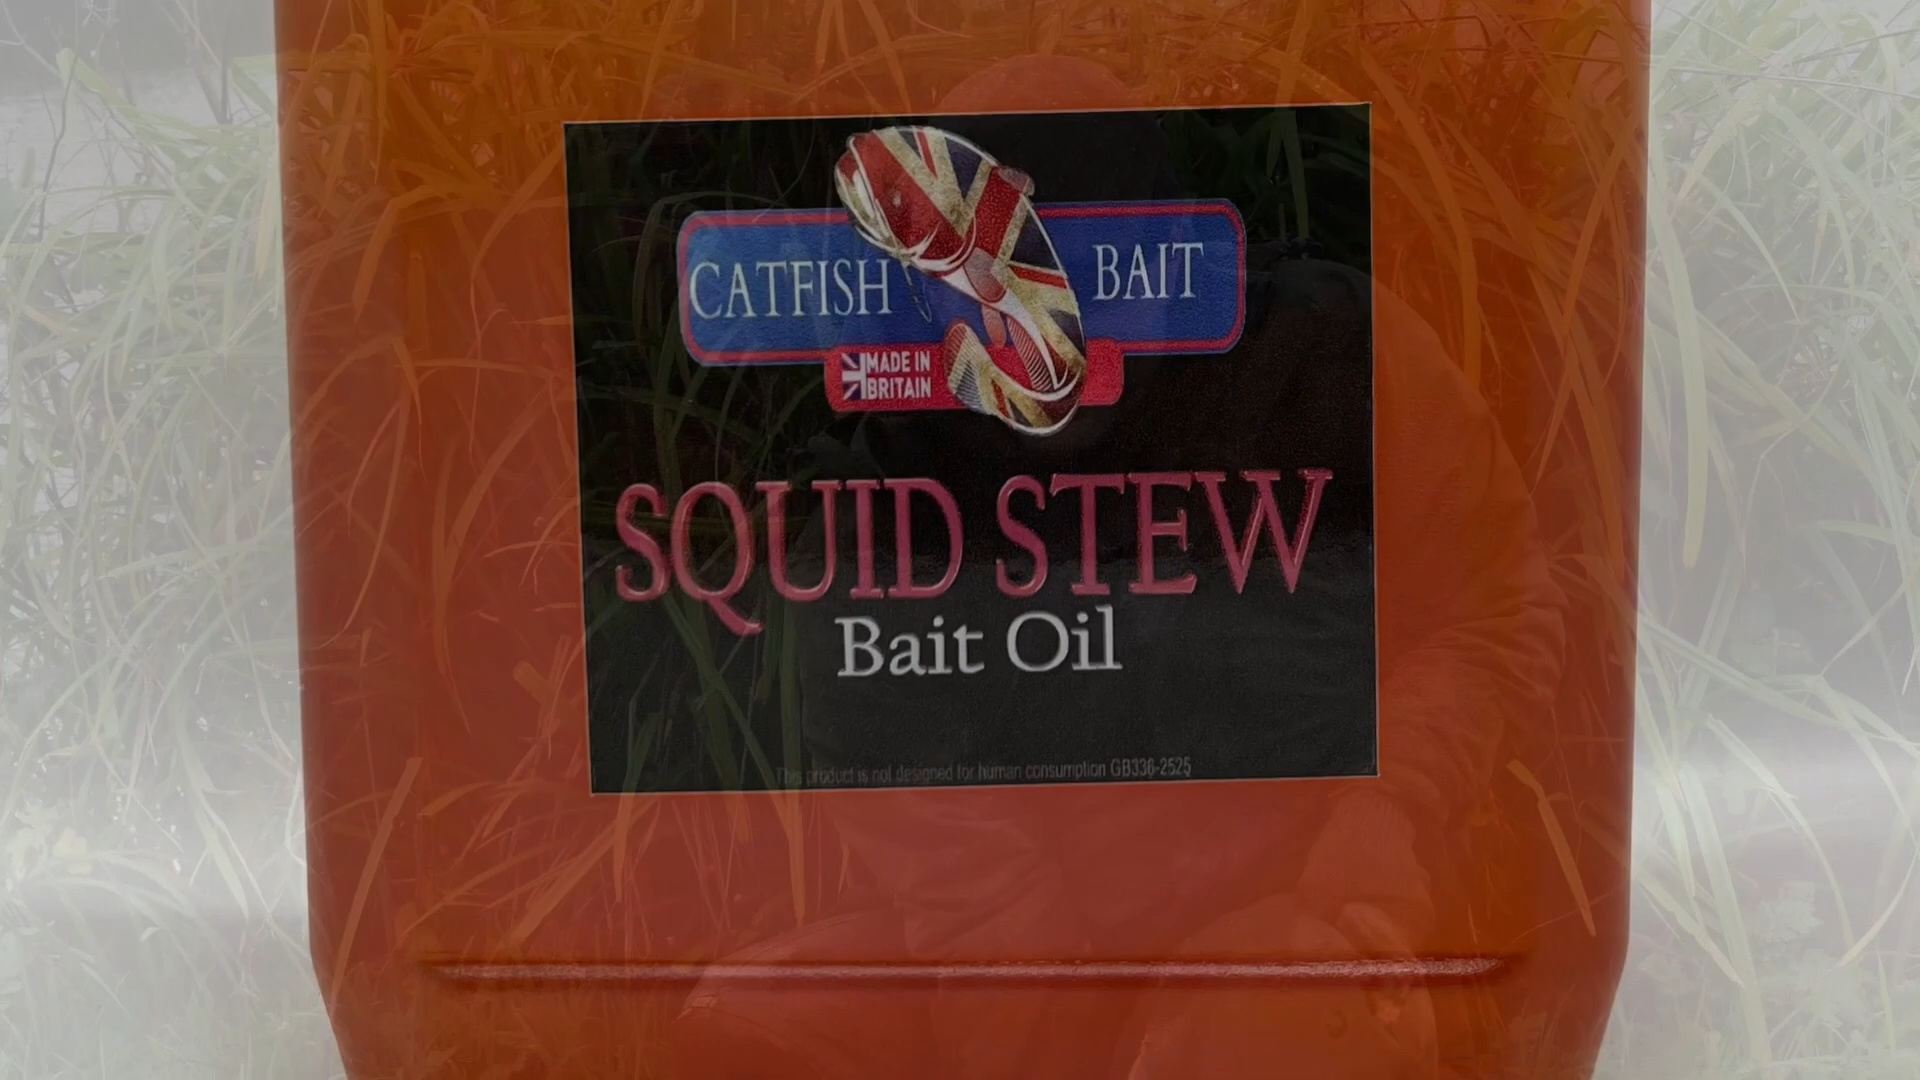 CATFISH BAIT
MADE IN
BRITAIN
SQUID STEW
Bait Oil
This product is not designed for human consumption GB336-2525